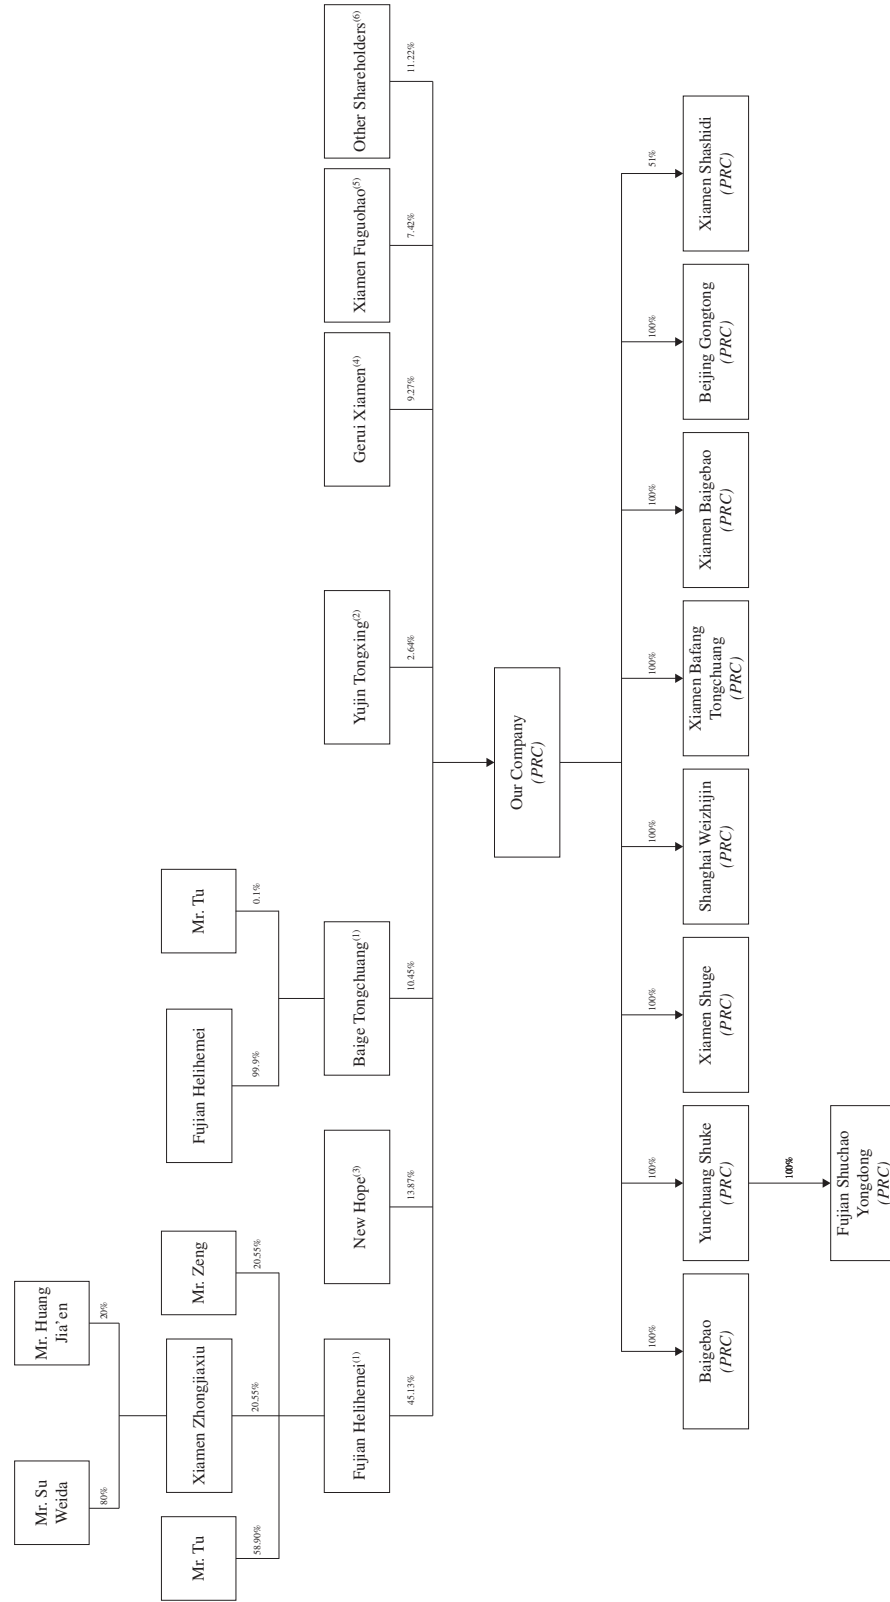 Mr. Su
Weida
Mr. Huang
Jia’en
80%
20%
Mr. Tu
Xiamen Zhongjiaxiu
Mr. Zeng
Fujian Helihemei
Mr. Tu
58.90%
20.55%
20.55%
99.9%
0.1%
Fujian Helihemei(1)
New Hope(3)
Baige Tongchuang(1)
Yujin Tongxing(2)
Gerui Xiamen(4)
Xiamen Fuguohao(5)
Other Shareholders(6)
45.13%
13.87%
10.45%
2.64%
9.27%
7.42%
11.22%
Our Company
(PRC)
100%
100%
100%
100%
100%
100%
100%
51%
Baigebao
(PRC)
Yunchuang Shuke
(PRC)
Xiamen Shuge
(PRC)
Shanghai Weizhijin
(PRC)
Xiamen Bafang
Tongchuang
(PRC)
Xiamen Baigebao
(PRC)
Beijing Gongtong
(PRC)
Xiamen Shashidi
(PRC)
100%
Fujian Shuchao
Yongdong
(PRC)